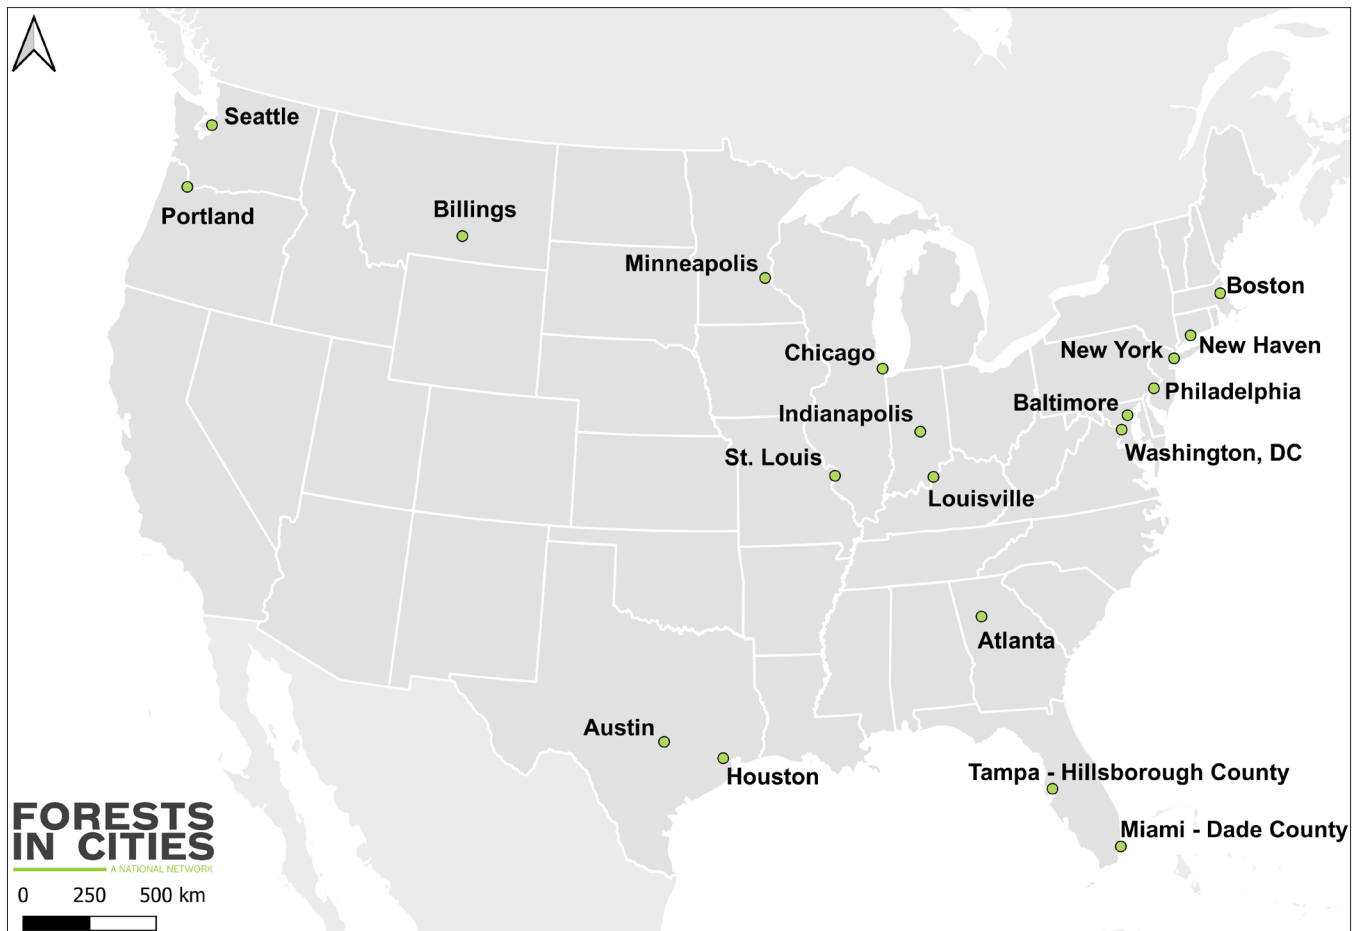 Seattle
Portland
Billings
Minneapolis
Boston
Chicago
New York
New Haven
Philadelphia
Baltimore
Indianapolis
Washington, DC
St. Louis
Louisville
Atlanta
Austin
Houston
Tampa - Hillsborough County
Miami - Dade County
FORESTS
IN CITIES
A NATIONAL NETWORK
0 250 500 km